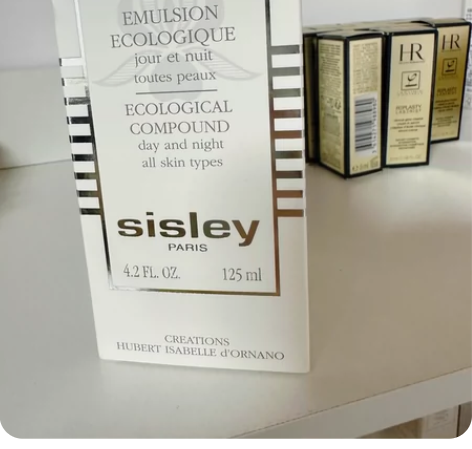 EMULSION
ECOLOGIQUE
jour et nuit
toutes peaux
ECOLOGICAL
COMPOUND
day and night
all skin types
sisley
PARIS
4.2 FL. OZ. 125 ml
CREATIONS
HUBERT ISABELLE d'ORNANO
HR
REPLASTY
HR